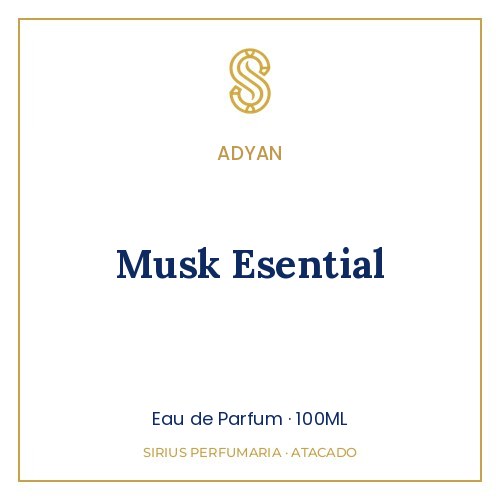 ADYAN
Musk Esential
Eau de Parfum · 100ML
SIRIUS PERFUMARIA · ATACADO